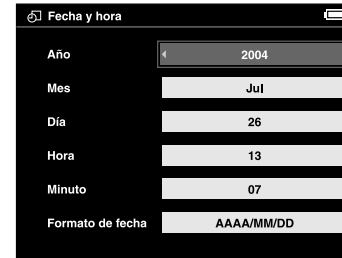 Fecha y hora
Año 2004
Mes Jul
Día 26
Hora 13
Minuto 07
Formato de fecha AAAA/MM/DD